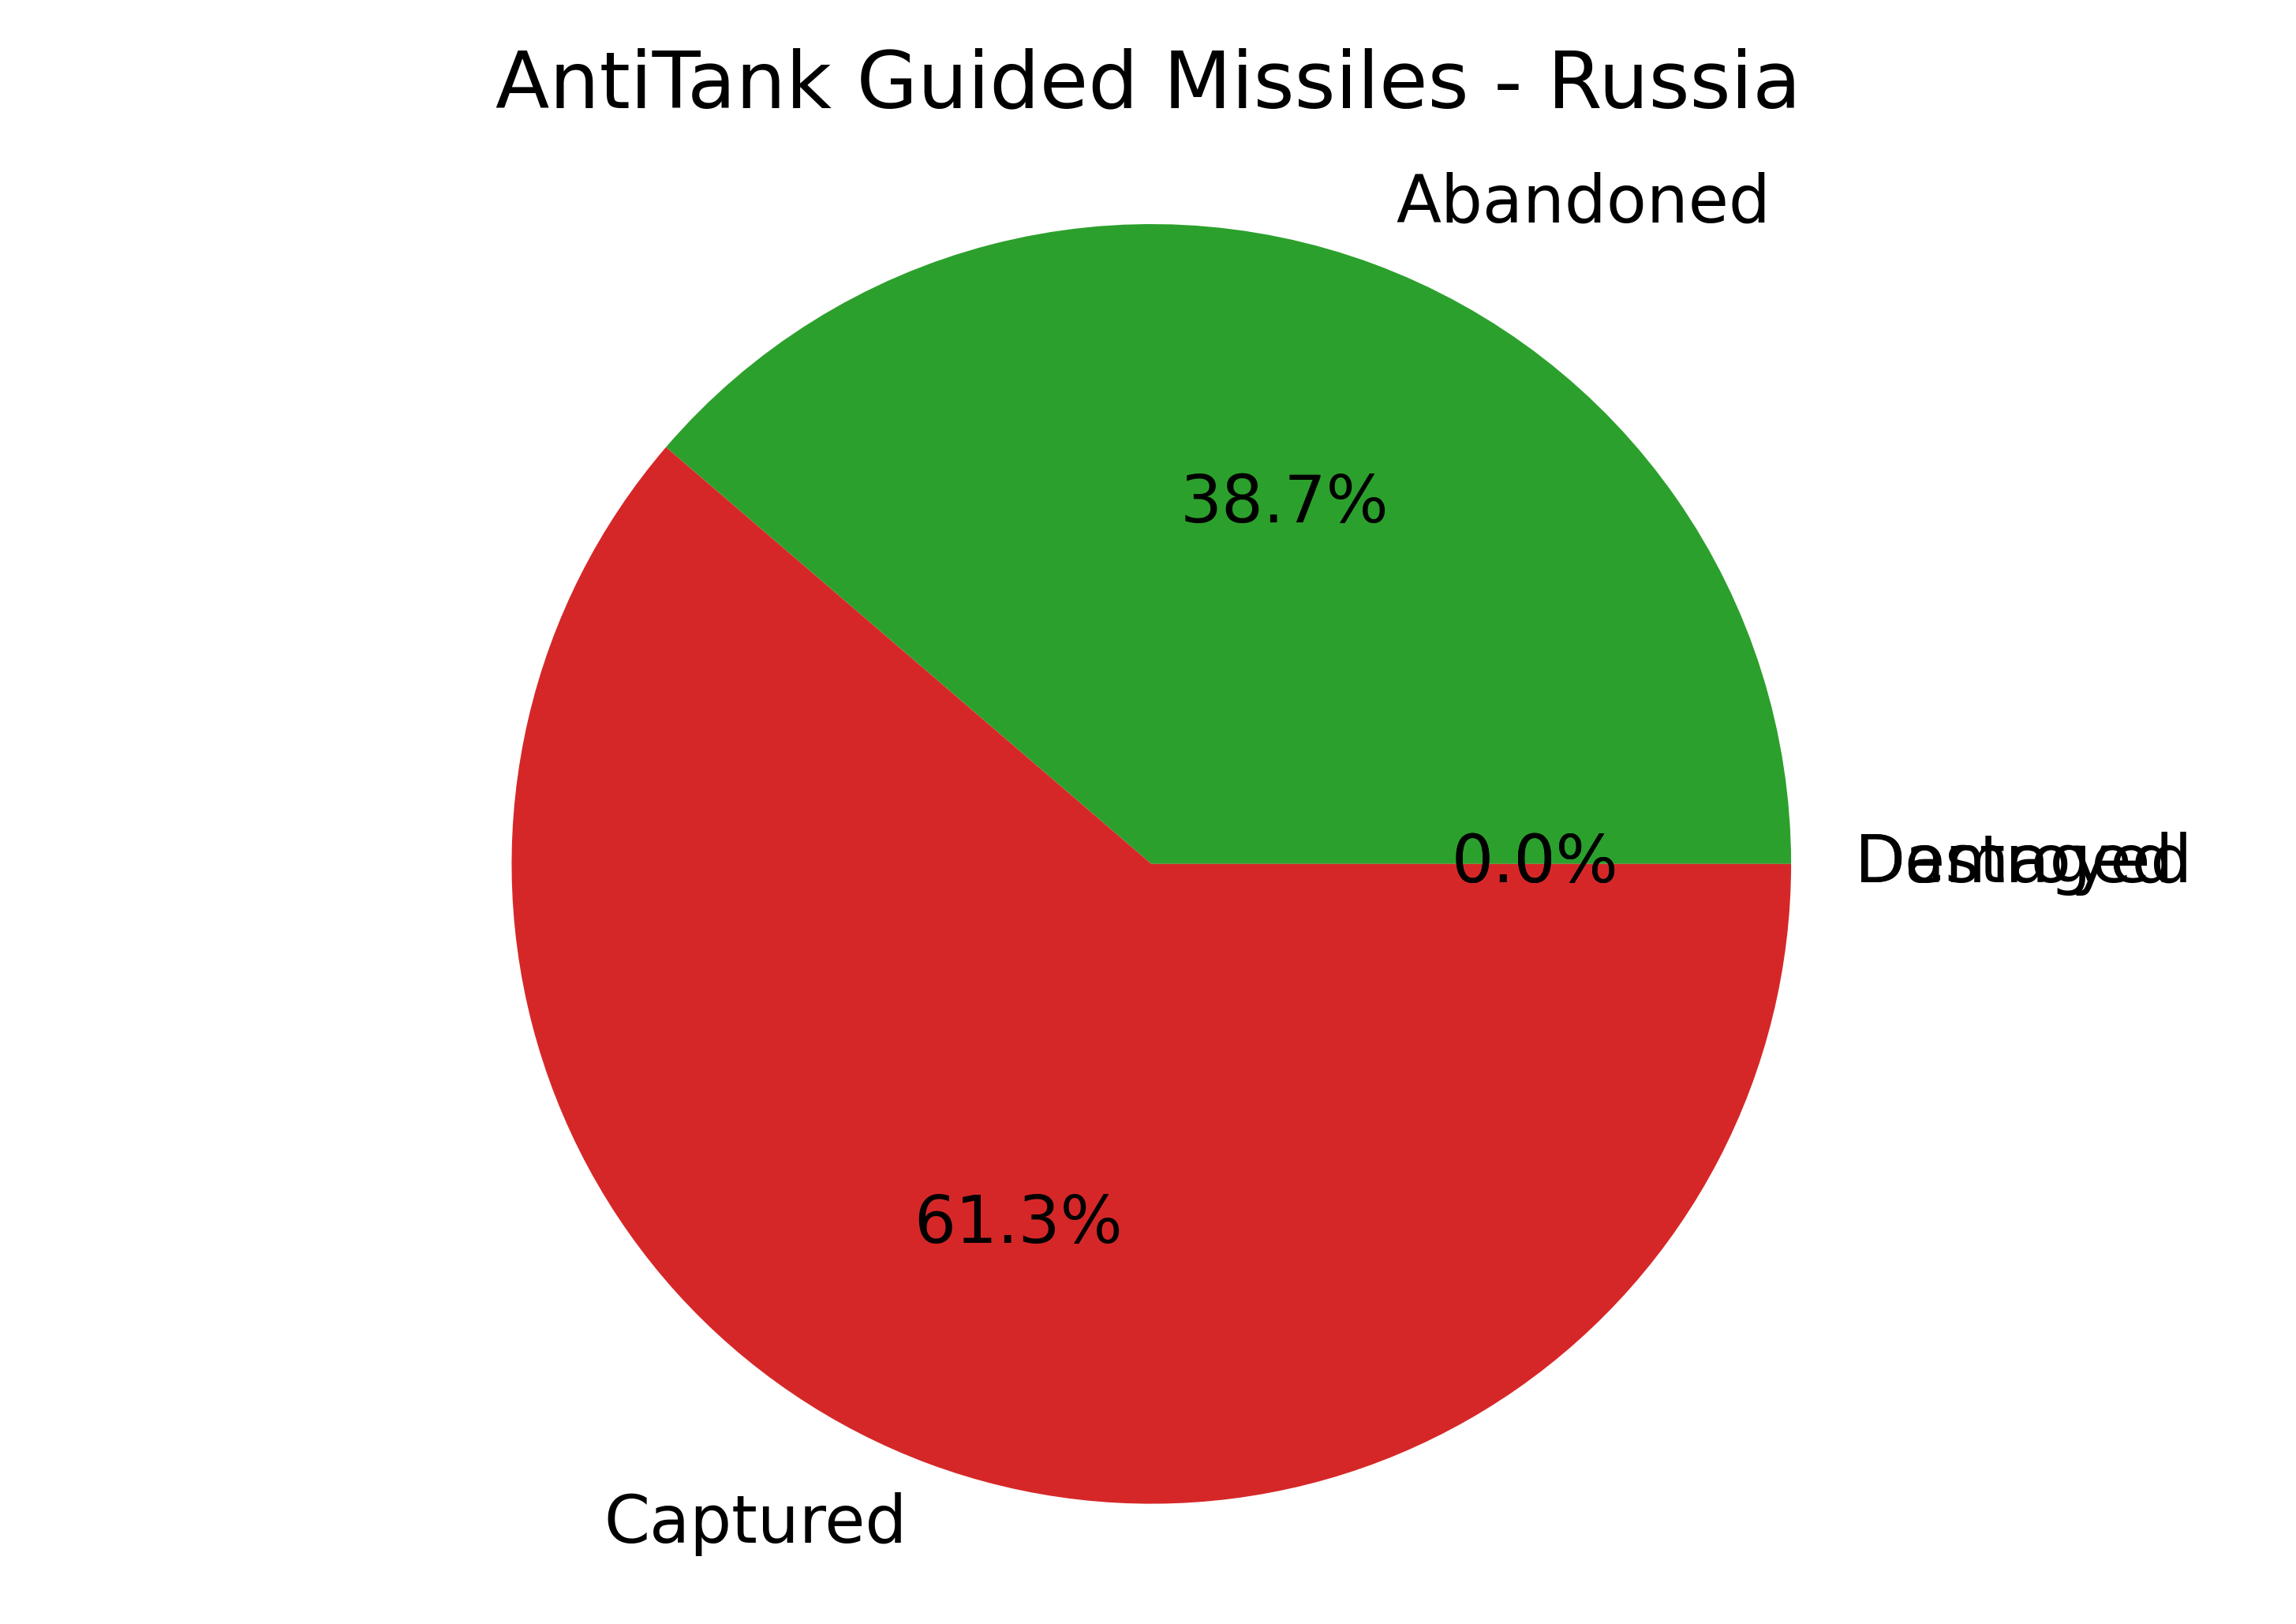 AntiTank Guided Missiles - Russia
Abandoned
38.7%
0.0%
61.3%
Captured